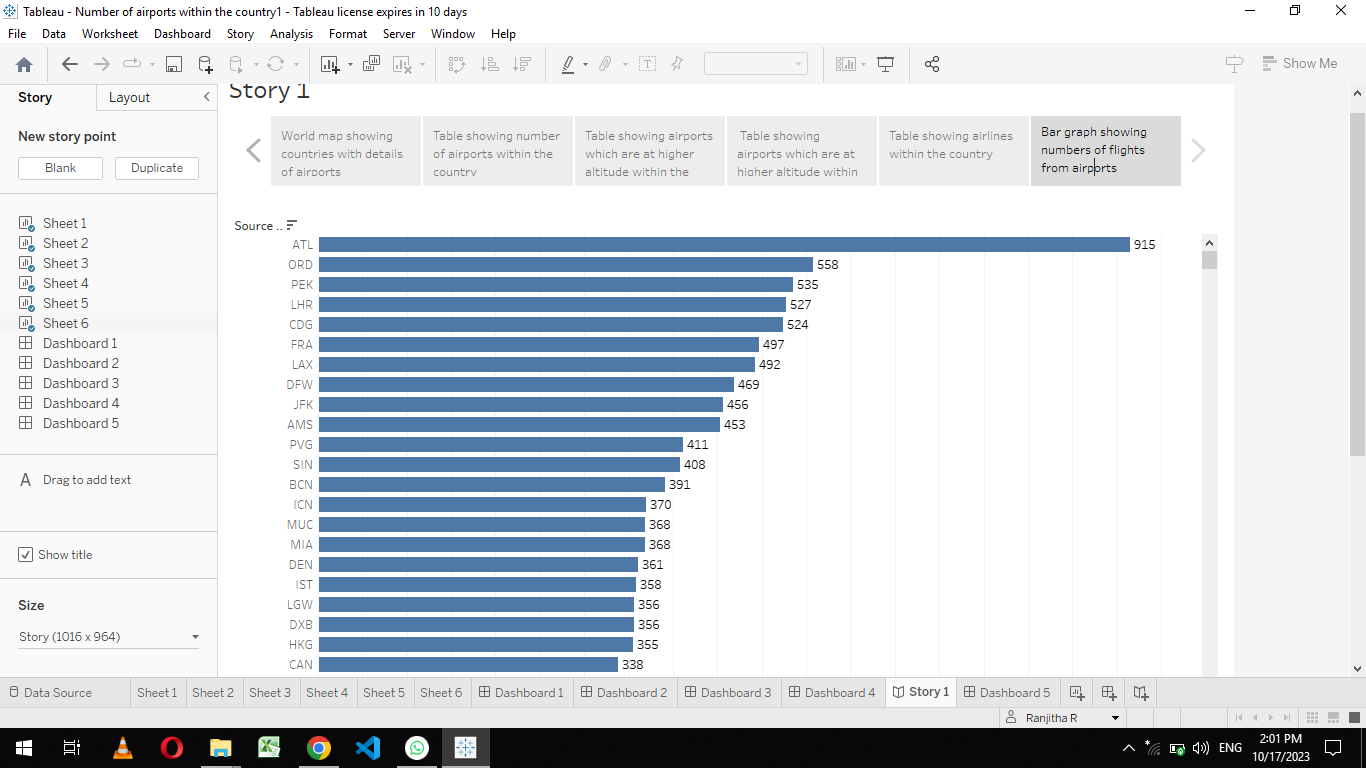 Tableau - Number of airports within the country1 - Tableau license expires in 10 days
File Data Worksheet Dashboard Story Analysis Format Server Window Help
Show Me
Story Layout
New story point
Blank Duplicate
Sheet 1
Sheet 2
Sheet 3
Sheet 4
Sheet 5
Sheet 6
Dashboard 1
Dashboard 2
Dashboard 3
Dashboard 4
Dashboard 5
A Drag to add text
Show title
Size
Story (1016 x 964)
Story 1
World map showing
countries with details
of airports
Table showing number
of airports within the
country
Table showing airports
which are at higher
altitude within the
Table showing
airports which are at
higher altitude within
Table showing airlines
within the country
Bar graph showing
numbers of flights
from airports
Source ..
ATL 915
ORD 558
PEK 535
LHR 527
CDG 524
FRA 497
LAX 492
DFW 469
JFK 456
AMS 453
PVG 411
SIN 408
BCN 391
ICN 370
MUC 368
MIA 368
DEN 361
IST 358
LGW 356
DXB 356
HKG 355
CAN 338
Data Source Sheet 1 Sheet 2 Sheet 3 Sheet 4 Sheet 5 Sheet 6 Dashboard 1 Dashboard 2 Dashboard 3 Dashboard 4 Story 1 Dashboard 5
Ranjitha R
ENG
2:01 PM
10/17/2023